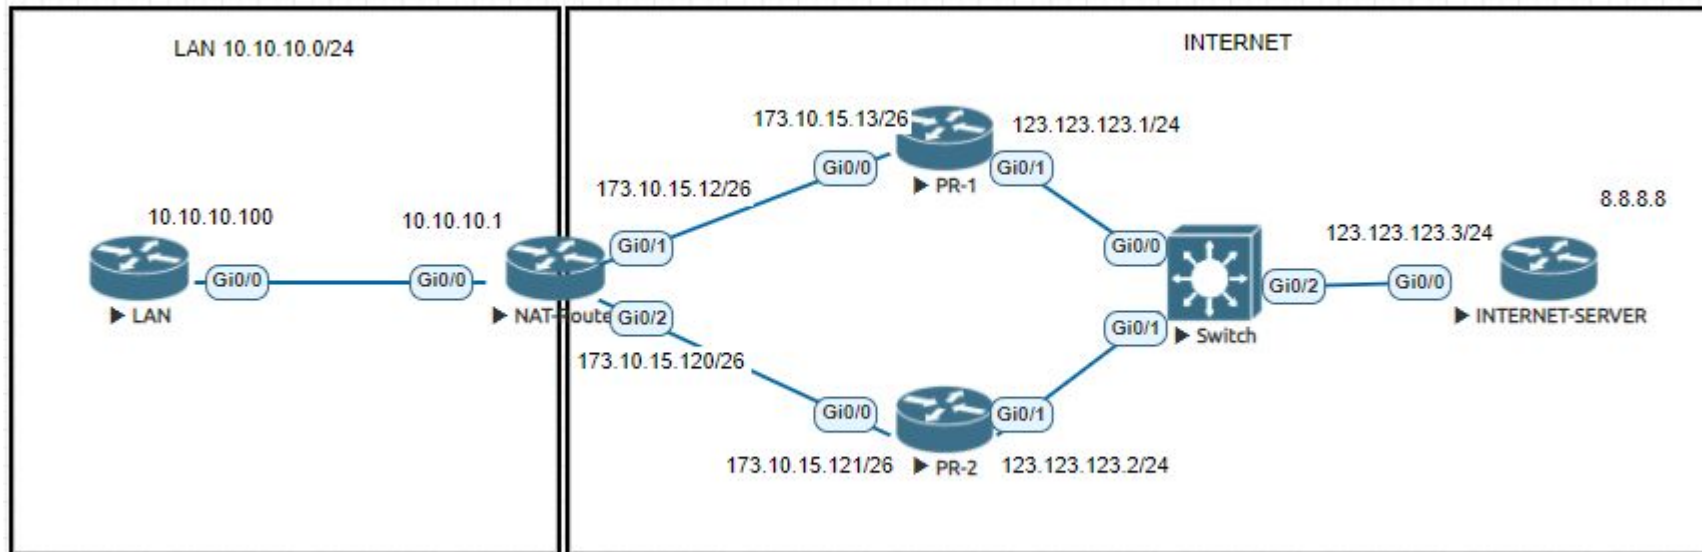 LAN 10.10.10.0/24
INTERNET
173.10.15.13/26
123.123.123.1/24
Gi0/0
Gi0/1
PR-1
173.10.15.12/26
8.8.8.8
10.10.10.100
10.10.10.1
123.123.123.3/24
Gi0/1
Gi0/0
Gi0/0
Gi0/0
Gi0/2
Gi0/0
LAN
NAT-Route
Gi0/2
Gi0/1
Switch
INTERNET-SERVER
173.10.15.120/26
Gi0/0
Gi0/1
173.10.15.121/26
PR-2
123.123.123.2/24